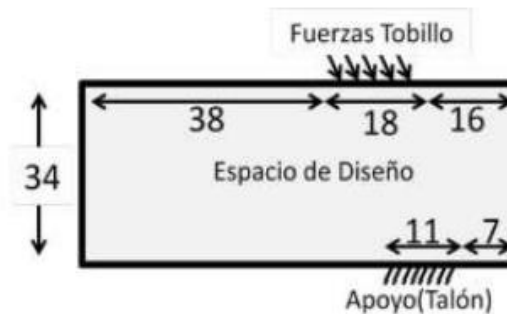 Fuerzas Tobillo
38 18 16
34
Espacio de Diseño
11 7
Apoyo(Talón)